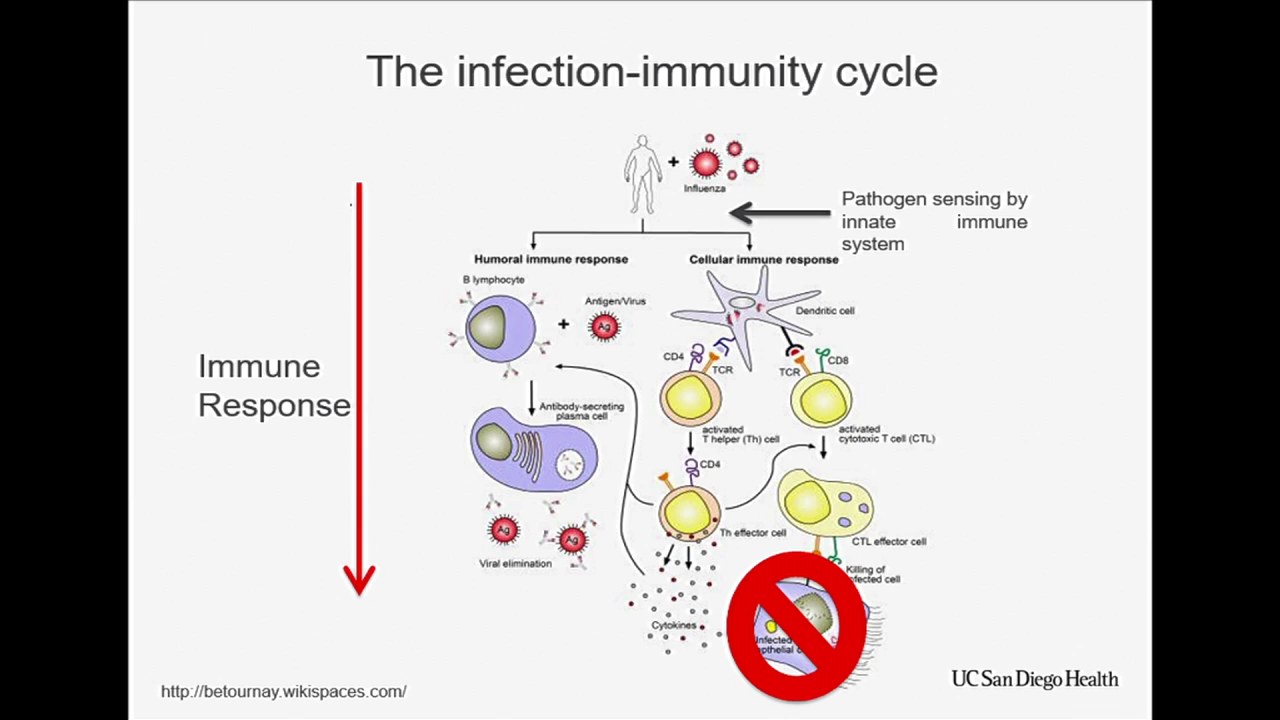 The infection-immunity cycle
+
Influenza
Pathogen sensing by
innate immune
system
Humoral immune response
Cellular immune response
B lymphocyte
Antigen/Virus
+
Ag
Dendritic cell
CD4
TCR
TCR
CD8
Immune
Response
Antibody-secreting
plasma cell
activated
T helper (Th) cell
activated
cytotoxic T cell (CTL)
CD4
Ag
Ag
Th effector cell
CTL effector cell
Viral elimination
Killing of
cell
Cytokines
Infected
http://betournay.wikispaces.com/
UC San Diego Health